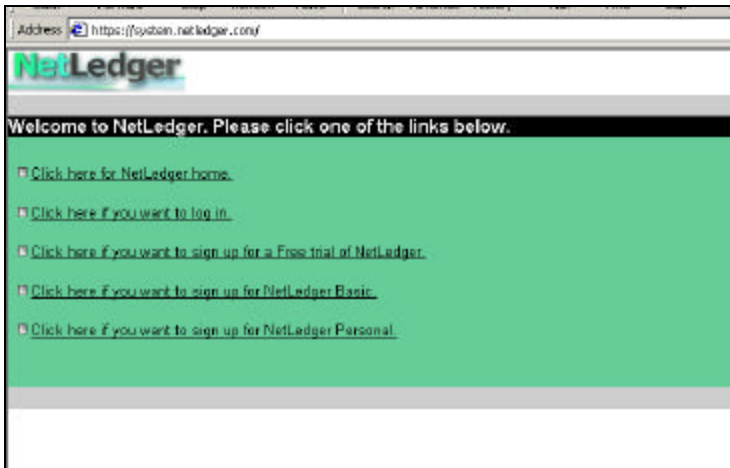 Address https://system.netledger.com/
NetLedger
Welcome to NetLedger. Please click one of the links below.
Click here for NetLedger home.
Click here if you want to log in.
Click here if you want to sign up for a Free trial of NetLedger.
Click here if you want to sign up for NetLedger Basic.
Click here if you want to sign up for NetLedger Personal.